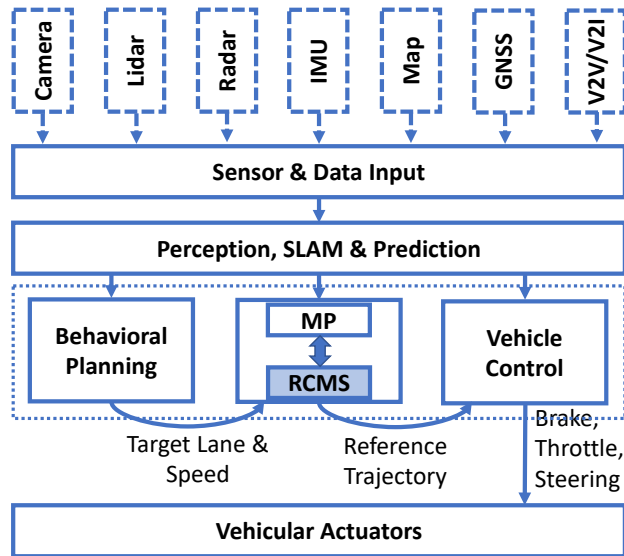 Camera
Lidar
Radar
IMU
Map
GNSS
V2V/V2I
Sensor & Data Input
Perception, SLAM & Prediction
Behavioral
Planning
MP
RCMS
Vehicle
Control
Target Lane &
Speed
Reference
Trajectory
Brake,
Throttle,
Steering
Vehicular Actuators